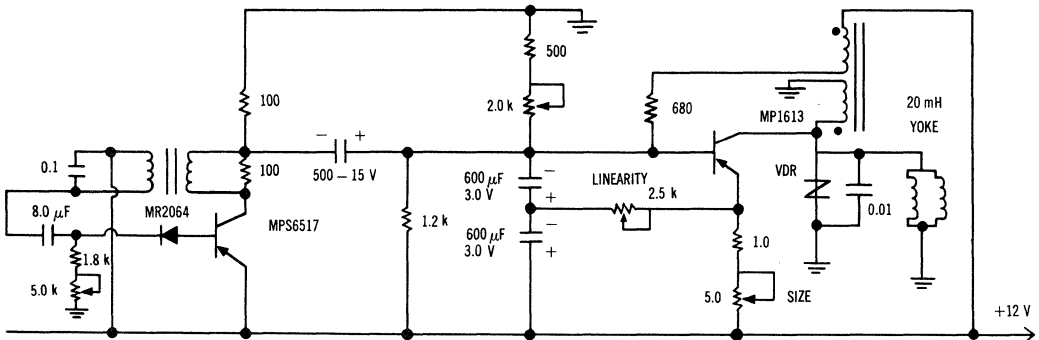 500
100
2.0 k
680
MP1613
20 mH
YOKE
0.1
100
− +
500 – 15 V
MR2064
8.0 µF
MPS6517
1.8 k
5.0 k
1.2 k
600 µF
3.0 V
−
+
LINEARITY
2.5 k
600 µF
3.0 V
−
+
VDR
0.01
1.0
5.0
SIZE
+12 V